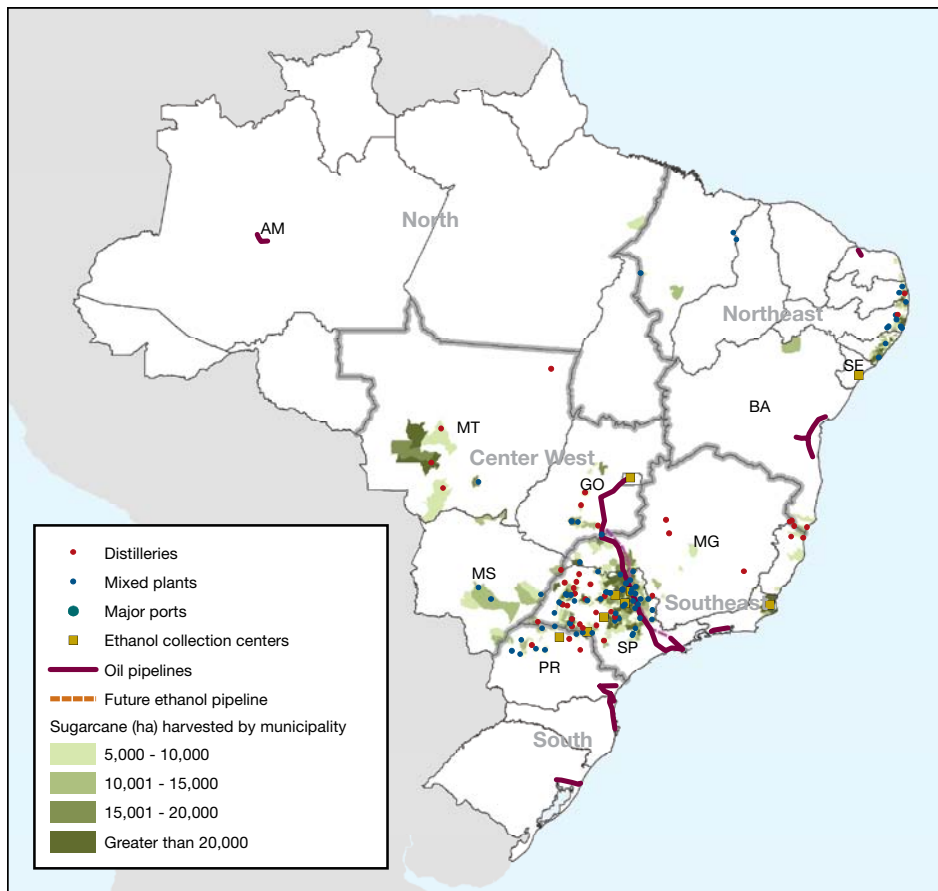 North
AM
Northeast
SE
BA
MT
Center West
GO
MG
MS
Southeast
SP
PR
South
Distilleries
Mixed plants
Major ports
Ethanol collection centers
Oil pipelines
Future ethanol pipeline
Sugarcane (ha) harvested by municipality
5,000 - 10,000
10,001 - 15,000
15,001 - 20,000
Greater than 20,000